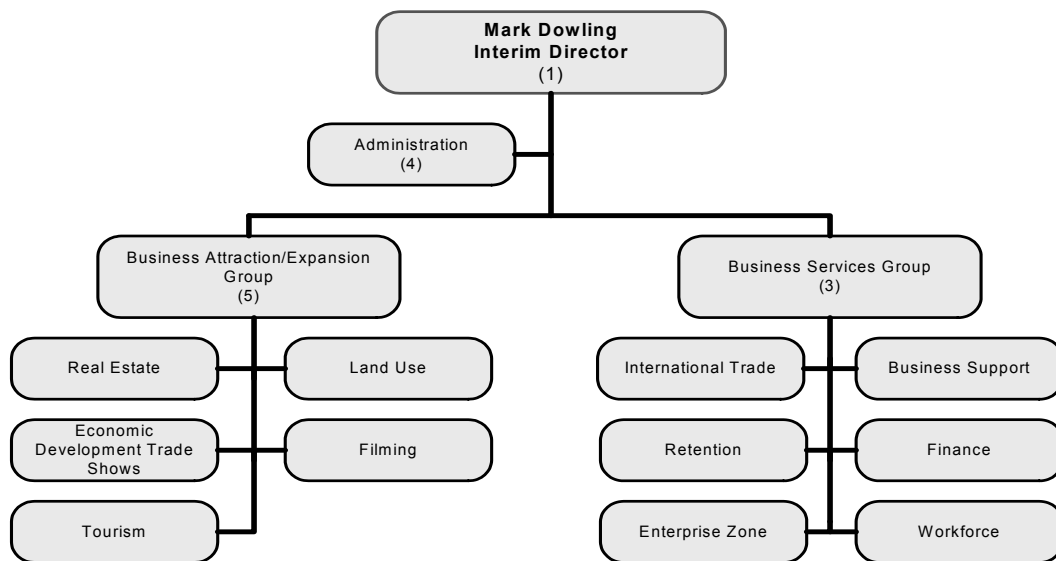 Mark Dowling
Interim Director
(1)
Administration
(4)
Business Attraction/Expansion
Group
(5)
Business Services Group
(3)
Real Estate
Land Use
International Trade
Business Support
Economic
Development Trade
Shows
Filming
Retention
Finance
Tourism
Enterprise Zone
Workforce